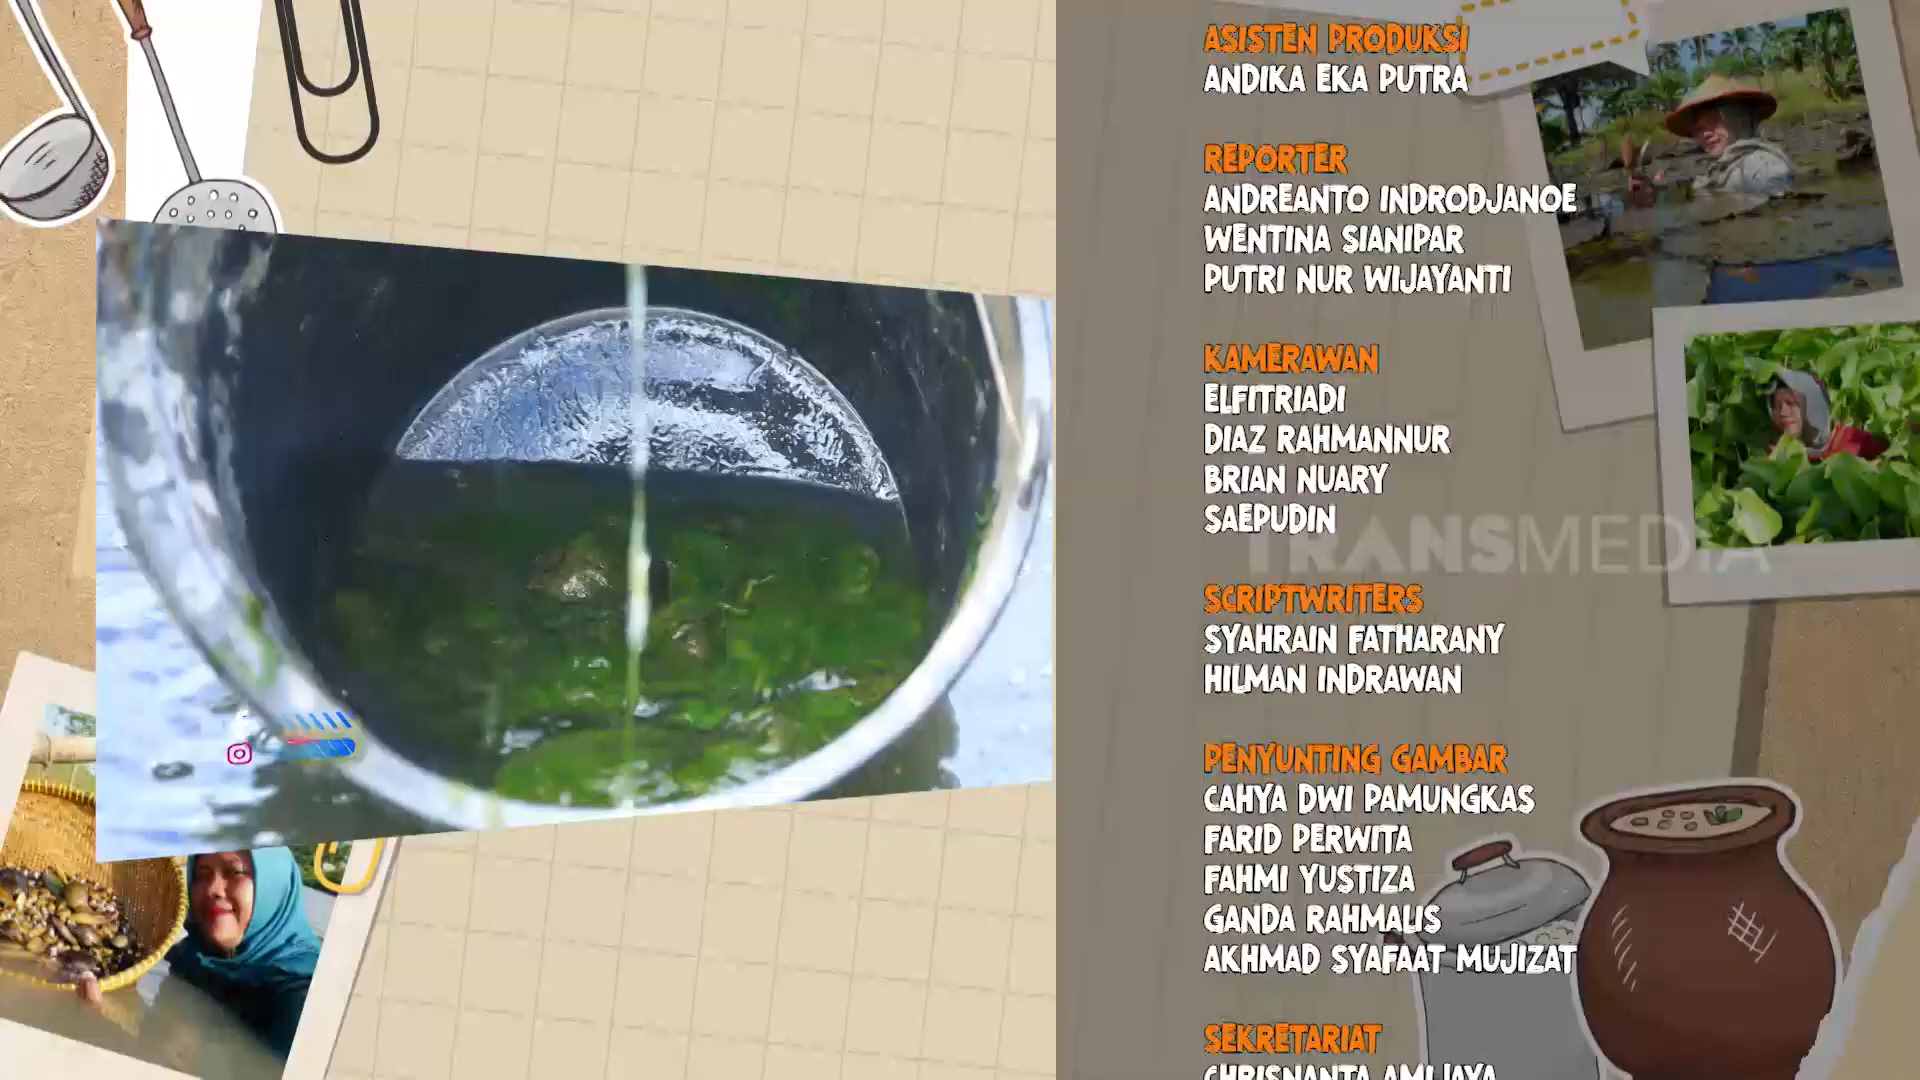 ASISTEN PRODUKSI
ANDIKA EKA PUTRA
REPORTER
ANDREANTO INDRODJANOE
WENTINA SIANIPAR
PUTRI NUR WIJAYANTI
KAMERAWAN
ELFITRIADI
DIAZ RAHMANNUR
BRIAN NUARY
SAEPUDIN
TRANSMEDIA
SCRIPTWRITERS
SYAHRAIN FATHARANY
HILMAN INDRAWAN
PENYUNTING GAMBAR
CAHYA DWI PAMUNGKAS
FARID PERWITA
FAHMI YUSTIZA
GANDA RAHMALIS
AKHMAD SYAFAAT MUJIZAT
SEKRETARIAT
CHRISNANTA AMIJAYA